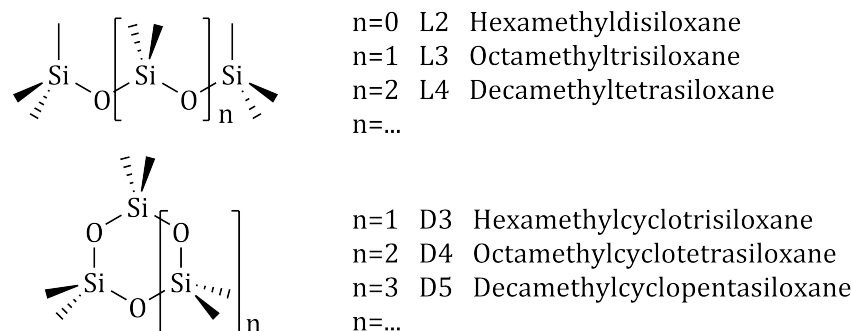 Si
Si
Si
O
O
n
n=0 L2 Hexamethyldisiloxane
n=1 L3 Octamethyltrisiloxane
n=2 L4 Decamethyltetrasiloxane
n=...
Si
O
O
Si
Si
O
n
n=1 D3 Hexamethylcyclotrisiloxane
n=2 D4 Octamethylcyclotetrasiloxane
n=3 D5 Decamethylcyclopentasiloxane
n=...